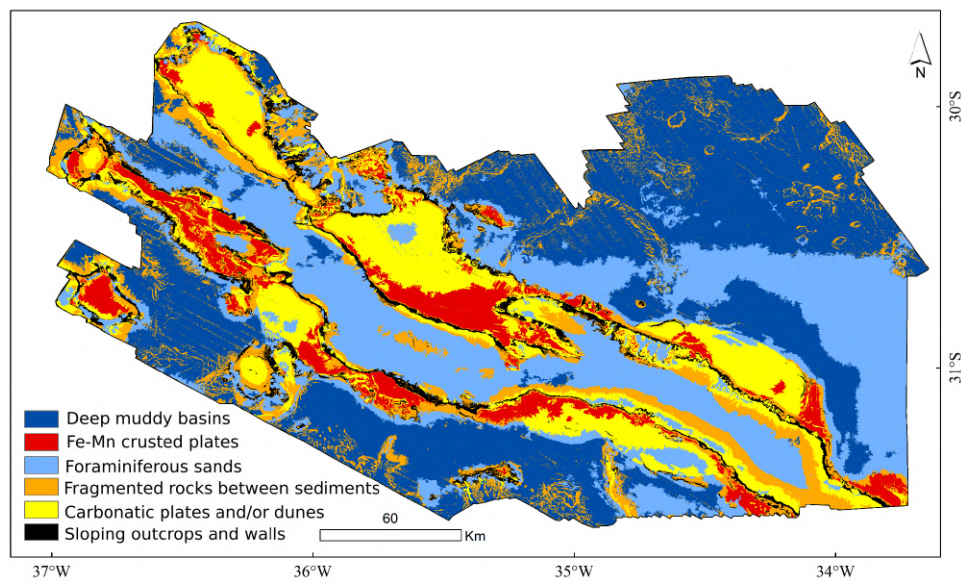 N
30°S
31°S
Deep muddy basins
Fe-Mn crusted plates
Foraminiferous sands
Fragmented rocks between sediments
Carbonatic plates and/or dunes
Sloping outcrops and walls
60
Km
37°W
36°W
35°W
34°W